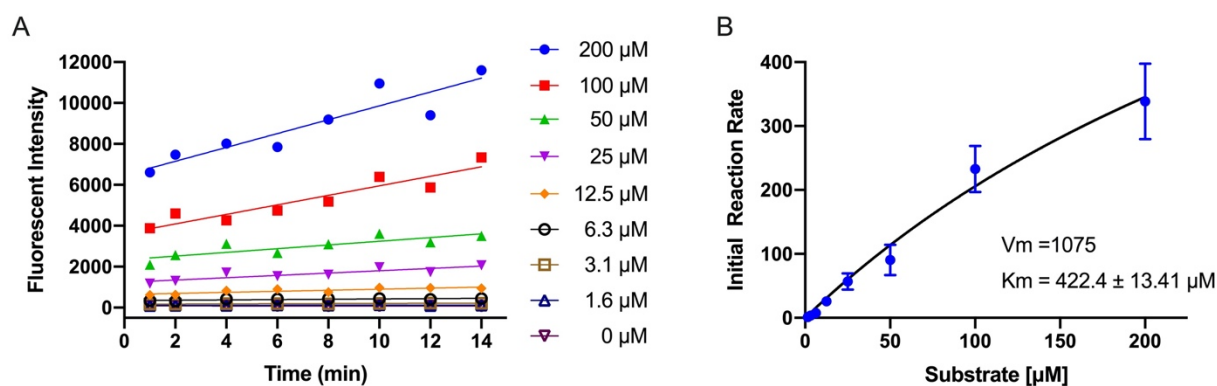 A
Fluorescent Intensity
12000
10000
8000
6000
4000
2000
0
0 2 4 6 8 10 12 14
Time (min)
200 µM
100 µM
50 µM
25 µM
12.5 µM
6.3 µM
3.1 µM
1.6 µM
0 µM
B
Initial Reaction Rate
400
300
200
100
0
0 50 100 150 200
Substrate [µM]
Vm =1075
Km = 422.4 ± 13.41 µM